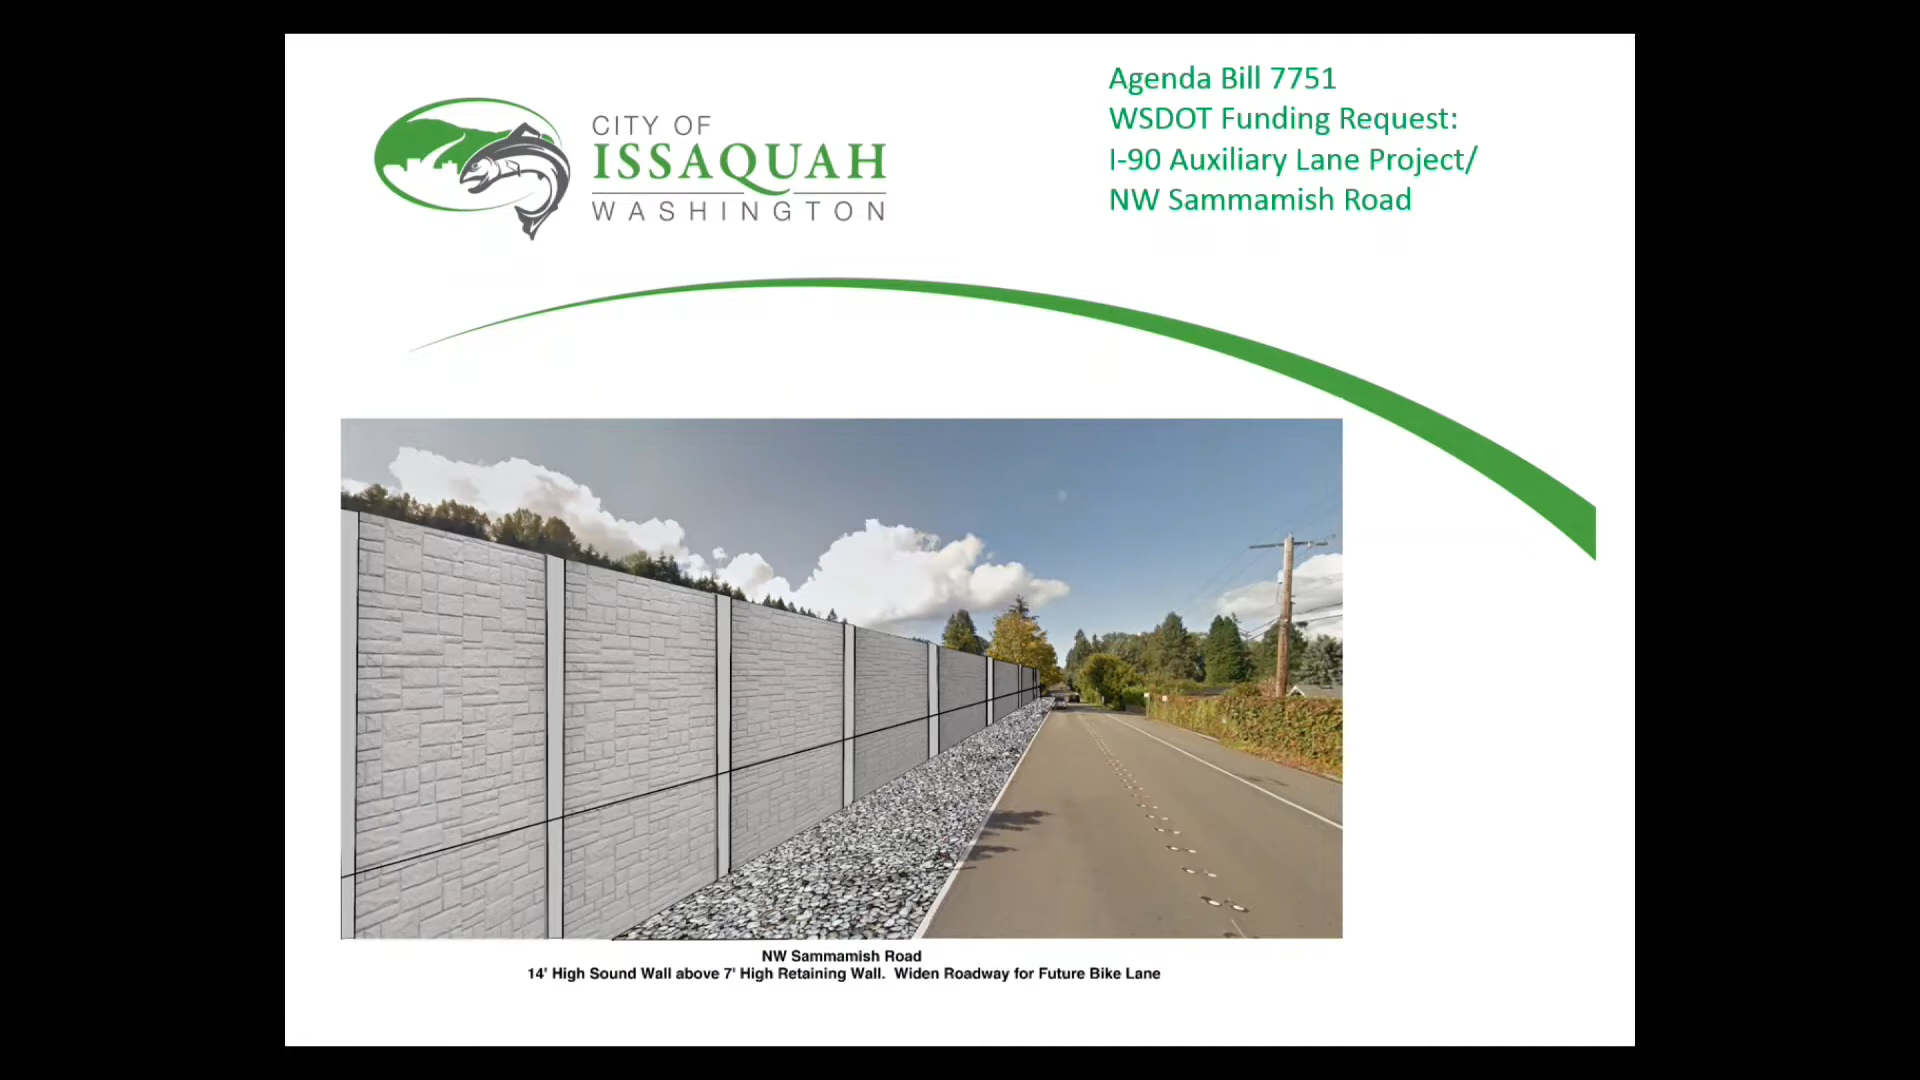 CITY OF
ISSAQUAH
WASHINGTON
Agenda Bill 7751
WSDOT Funding Request:
I-90 Auxiliary Lane Project/
NW Sammamish Road
NW Sammamish Road
14' High Sound Wall above 7' High Retaining Wall. Widen Roadway for Future Bike Lane